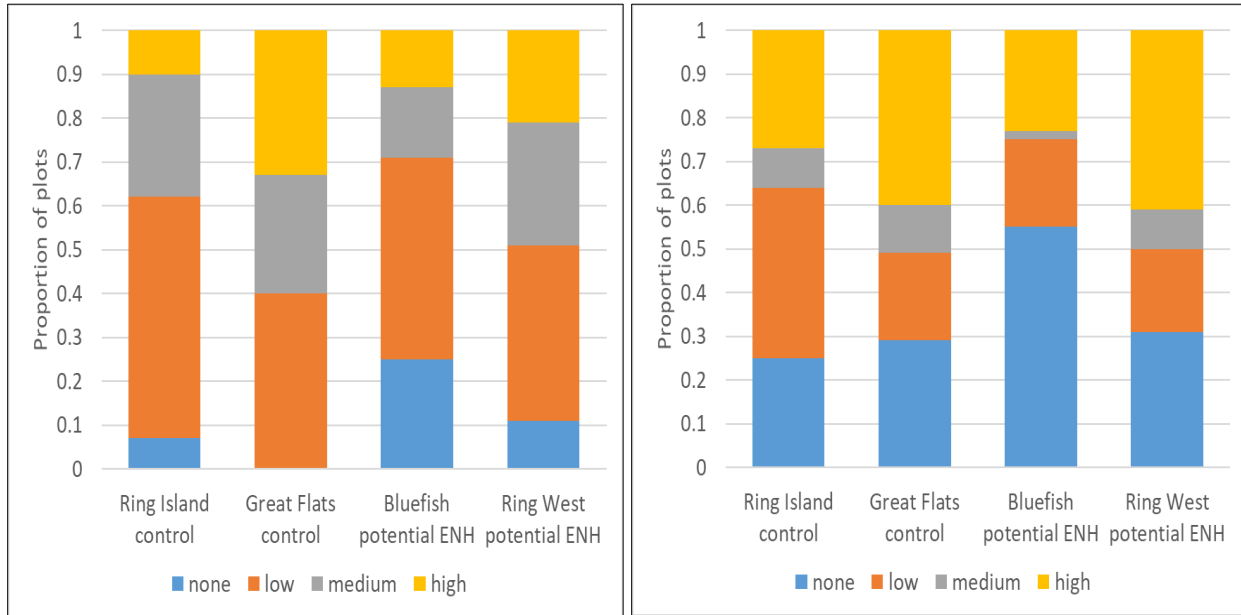 Proportion of plots
1
0.9
0.8
0.7
0.6
0.5
0.4
0.3
0.2
0.1
0
Ring Island
control
Great Flats
control
Bluefish
potential ENH
Ring West
potential ENH
none low medium high
Proportion of plots
1
0.9
0.8
0.7
0.6
0.5
0.4
0.3
0.2
0.1
0
Ring Island
control
Great Flats
control
Bluefish
potential ENH
Ring West
potential ENH
none low medium high